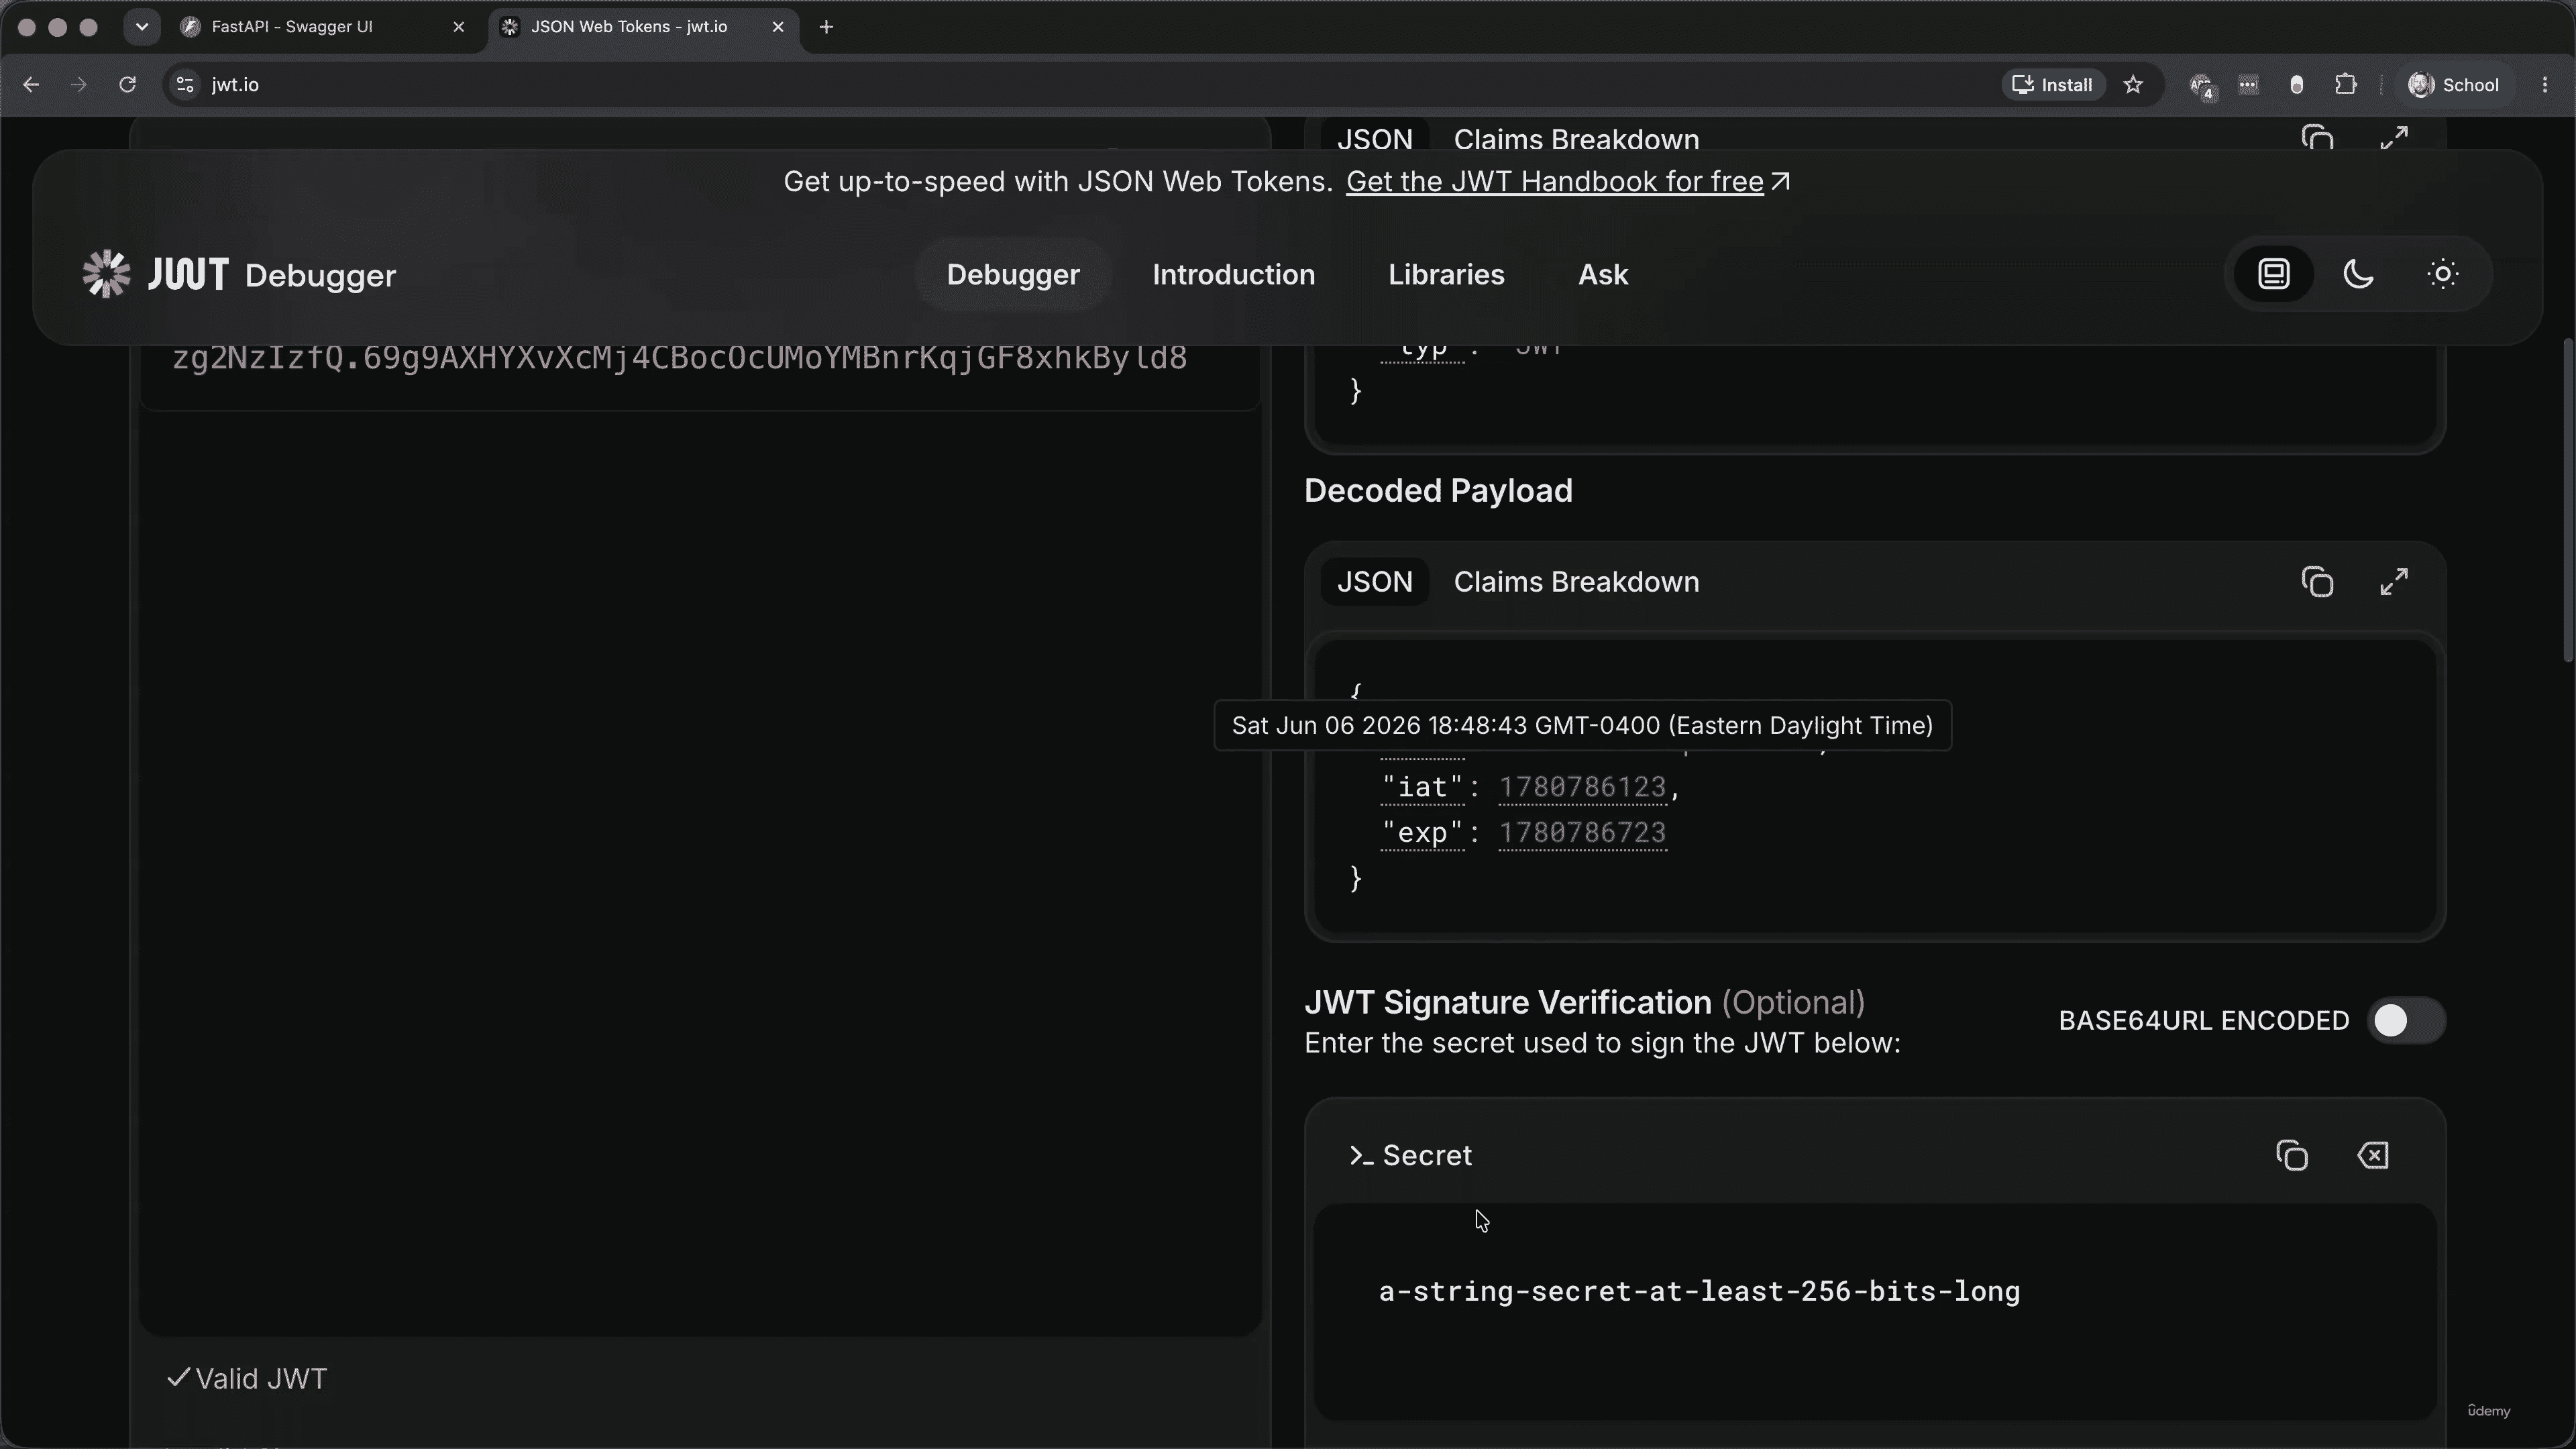 FastAPI - Swagger UI
JSON Web Tokens - jwt.io
jwt.io
Install
4
School
JSON Claims Breakdown
Get up-to-speed with JSON Web Tokens. Get the JWT Handbook for free
JWT Debugger
Debugger
Introduction
Libraries
Ask
zg2NzIzfQ.69g9AXHYXvXcMj4CBocOcUMoYMBnrKqjGF8xhkByld8
"typ": "JWT"
}
Decoded Payload
JSON Claims Breakdown
{
Sat Jun 06 2026 18:48:43 GMT-0400 (Eastern Daylight Time)
"iat": 1780786123,
"exp": 1780786723
}
JWT Signature Verification (Optional)
Enter the secret used to sign the JWT below:
BASE64URL ENCODED
Secret
a-string-secret-at-least-256-bits-long
Valid JWT
ûdemy